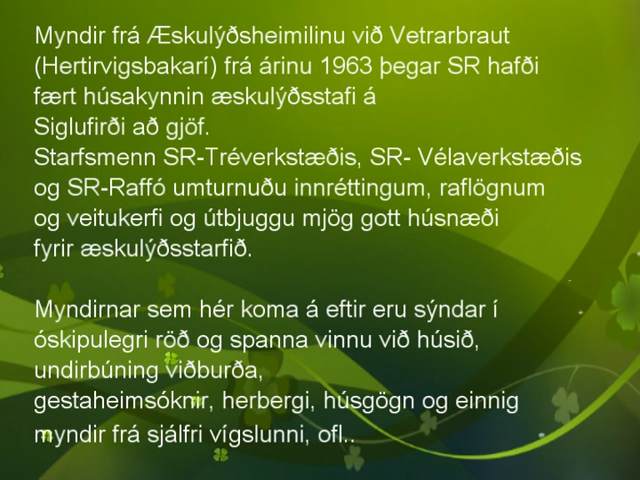 Myndir frá Æskulýðsheimilinu við Vetrarbraut
(Hertirvigsbakarí) frá árinu 1963 þegar SR hafði
fært húsakynnin æskulýðsstafi á
Siglufirði að gjöf.
Starfsmenn SR-Tréverkstæðis, SR- Vélaverkstæðis
og SR-Raffó umturnuðu innréttingum, raflögnum
og veitukerfi og útbjuggu mjög gott húsnæði
fyrir æskulýðsstarfið.
Myndirnar sem hér koma á eftir eru sýndar í
óskipulegri röð og spanna vinnu við húsið,
undirbúning viðburða,
gestaheimsóknir, herbergi, húsgögn og einnig
myndir frá sjálfri vígslunni, ofl..